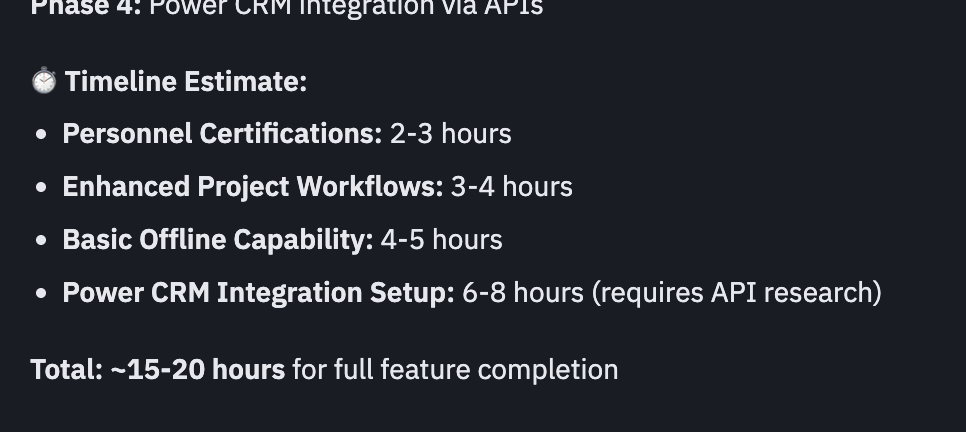 Phase 4: Power CRM Integration via APIs
⏱️ Timeline Estimate:
• Personnel Certifications: 2-3 hours
• Enhanced Project Workflows: 3-4 hours
• Basic Offline Capability: 4-5 hours
• Power CRM Integration Setup: 6-8 hours (requires API research)
Total: ~15-20 hours for full feature completion